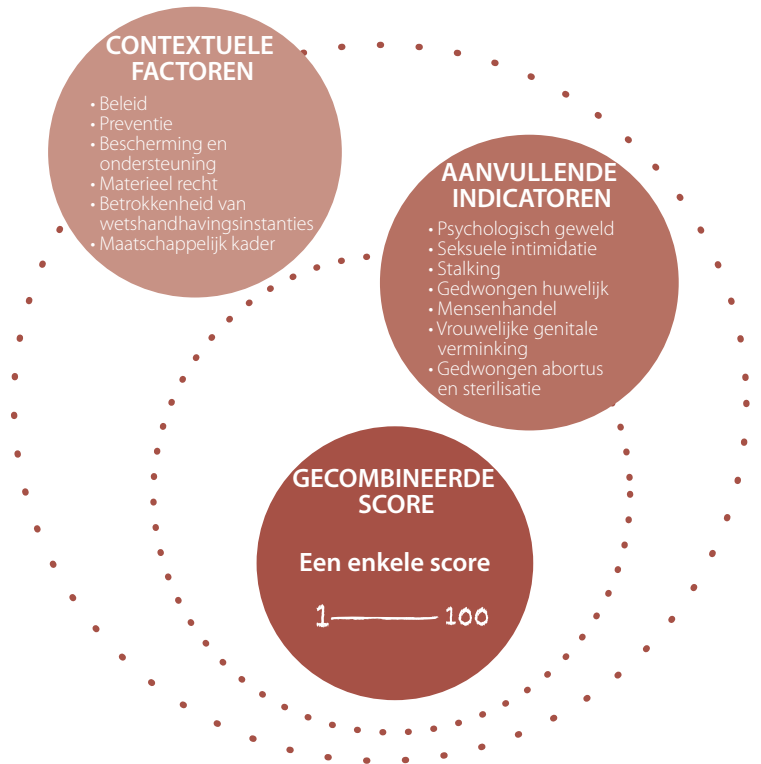 CONTEXTUELE
FACTOREN
• Beleid
• Preventie
• Bescherming en
ondersteuning
• Materieel recht
• Betrokkenheid van
wetshandhavingsinstanties
• Maatschappelijk kader
AANVULLENDE
INDICATOREN
• Psychologisch geweld
• Seksuele intimidatie
• Stalking
• Gedwongen huwelijk
• Mensenhandel
• Vrouwelijke genitale
verminking
• Gedwongen abortus
en sterilisatie
GECOMBINEERDE
SCORE
Een enkele score
1 100